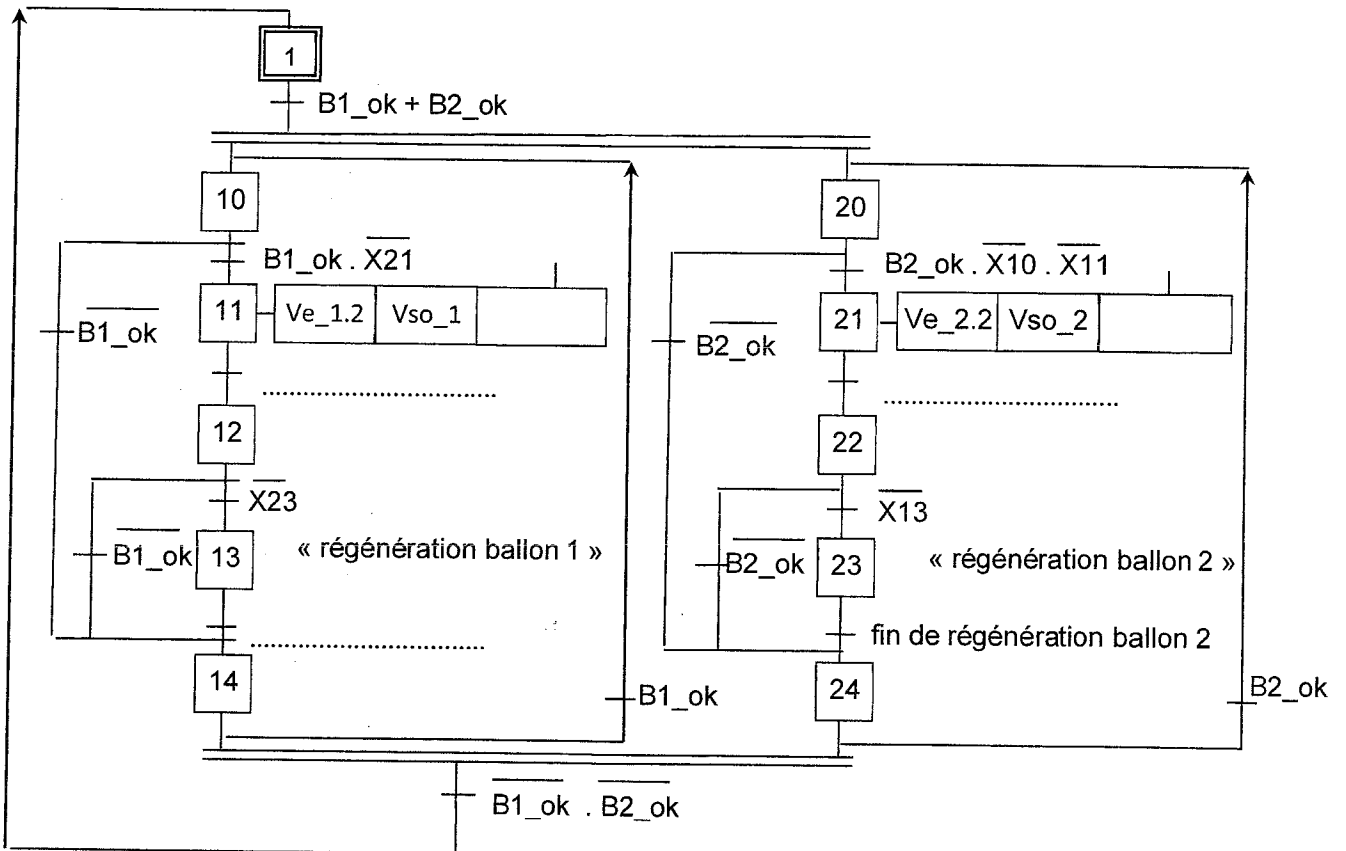 1
B1_ok + B2_ok
10
20
B1_ok . X21
B2_ok . X10 . X11
B1_ok
11
Ve_1.2
Vso_1
B2_ok
21
Ve_2.2
Vso_2
..........................................
..........................................
12
22
X23
X13
B1_ok
13
« régénération ballon 1 »
B2_ok
23
« régénération ballon 2 »
..........................................
fin de régénération ballon 2
14
B1_ok
24
B2_ok
B1_ok . B2_ok